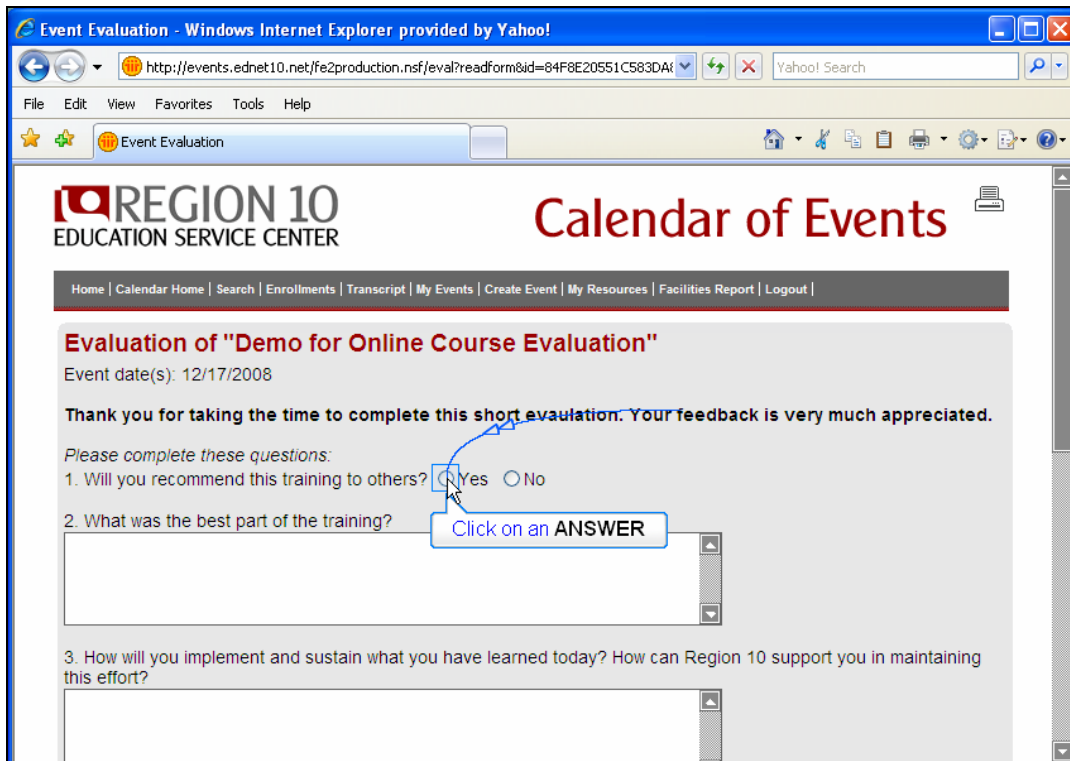 Event Evaluation - Windows Internet Explorer provided by Yahoo!
http://events.ednet10.net/fe2production.nsf/eval?readform&id=84F8E20551C583DA8
Yahoo! Search
File Edit View Favorites Tools Help
Event Evaluation
REGION 10
EDUCATION SERVICE CENTER
Calendar of Events
Home | Calendar Home | Search | Enrollments | Transcript | My Events | Create Event | My Resources | Facilities Report | Logout |
Evaluation of "Demo for Online Course Evaluation"
Event date(s): 12/17/2008
Thank you for taking the time to complete this short evaulation. Your feedback is very much appreciated.
Please complete these questions:
1. Will you recommend this training to others? Yes No
Click on an ANSWER
2. What was the best part of the training?
3. How will you implement and sustain what you have learned today? How can Region 10 support you in maintaining
this effort?